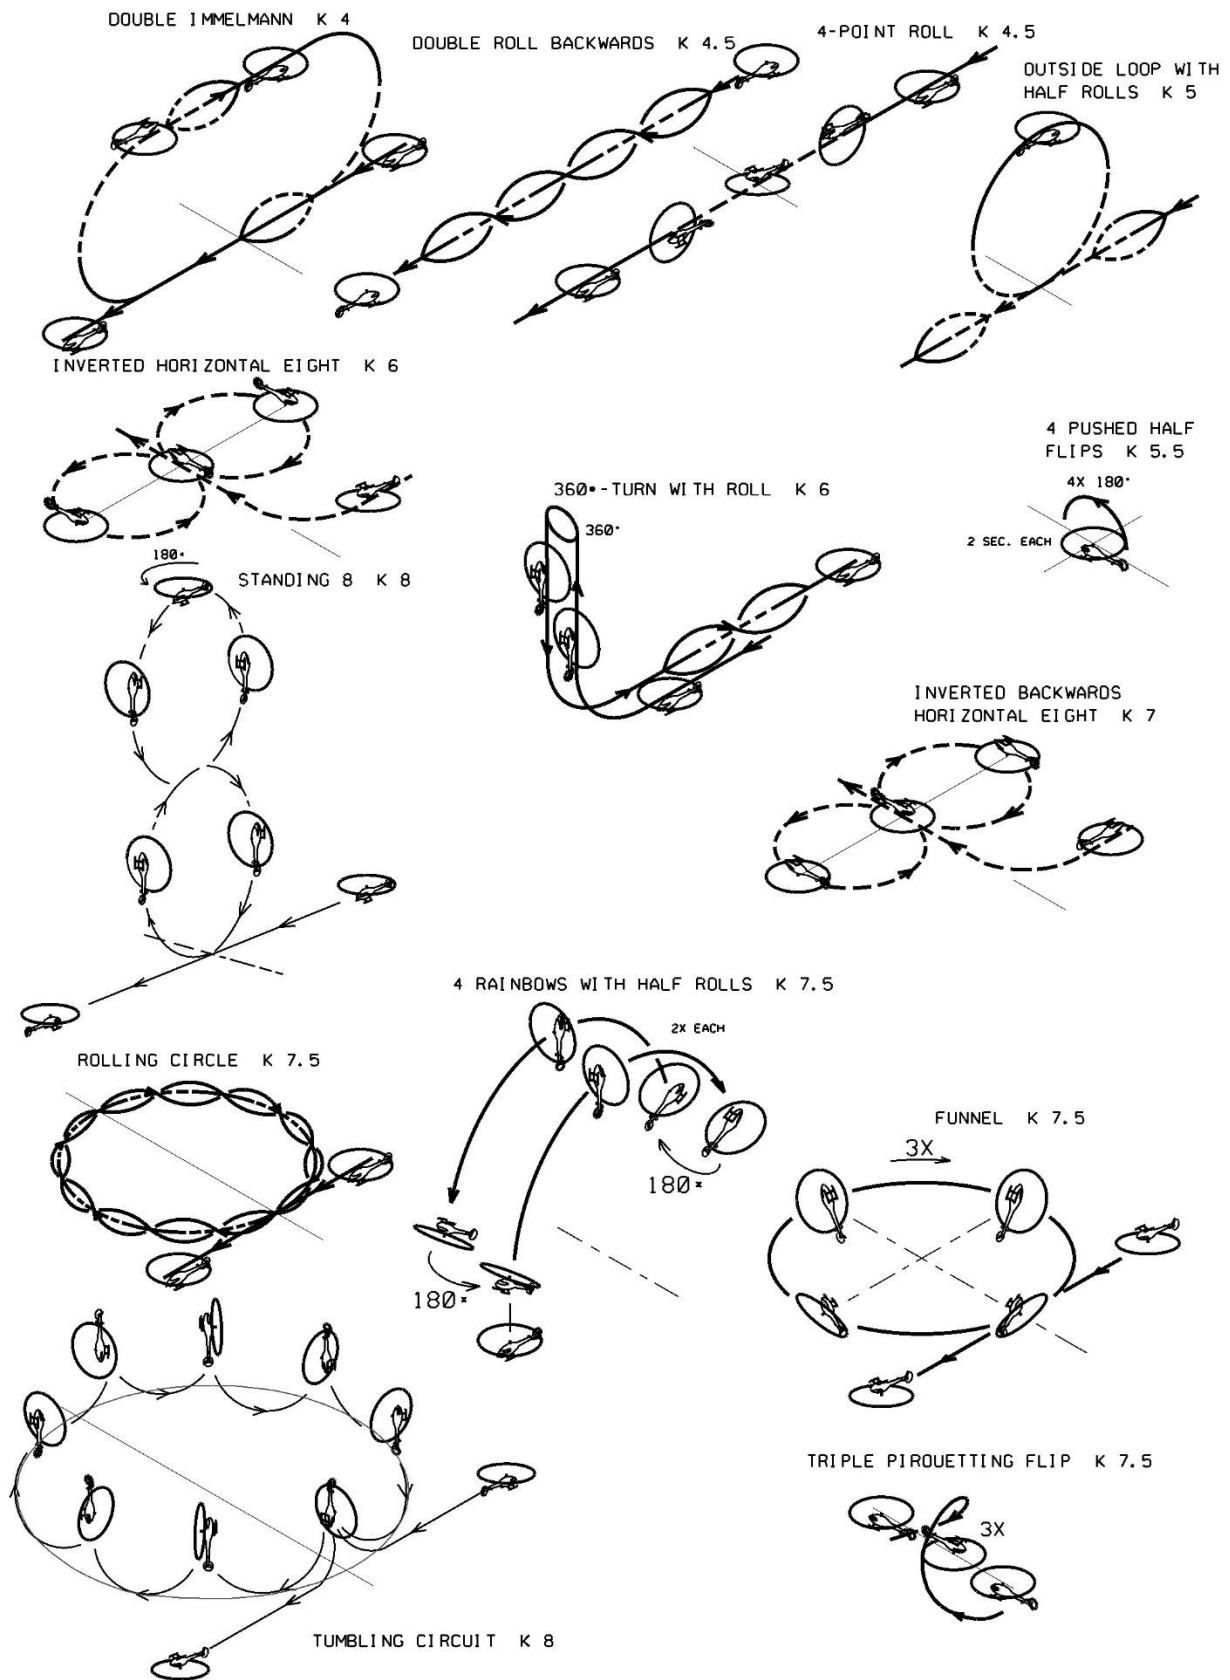 DOUBLE IMMELMANN K 4
DOUBLE ROLL BACKWARDS K 4.5
4-POINT ROLL K 4.5
OUTSIDE LOOP WITH
HALF ROLLS K 5
INVERTED HORIZONTAL EIGHT K 6
4 PUSHED HALF
FLIPS K 5.5
4X 180°
2 SEC. EACH
360°-TURN WITH ROLL K 6
360°
180°
STANDING 8 K 8
INVERTED BACKWARDS
HORIZONTAL EIGHT K 7
4 RAINBOWS WITH HALF ROLLS K 7.5
2X EACH
180°
180°
ROLLING CIRCLE K 7.5
FUNNEL K 7.5
3X
TRIPLE PIROUETTING FLIP K 7.5
3X
TUMBLING CIRCUIT K 8